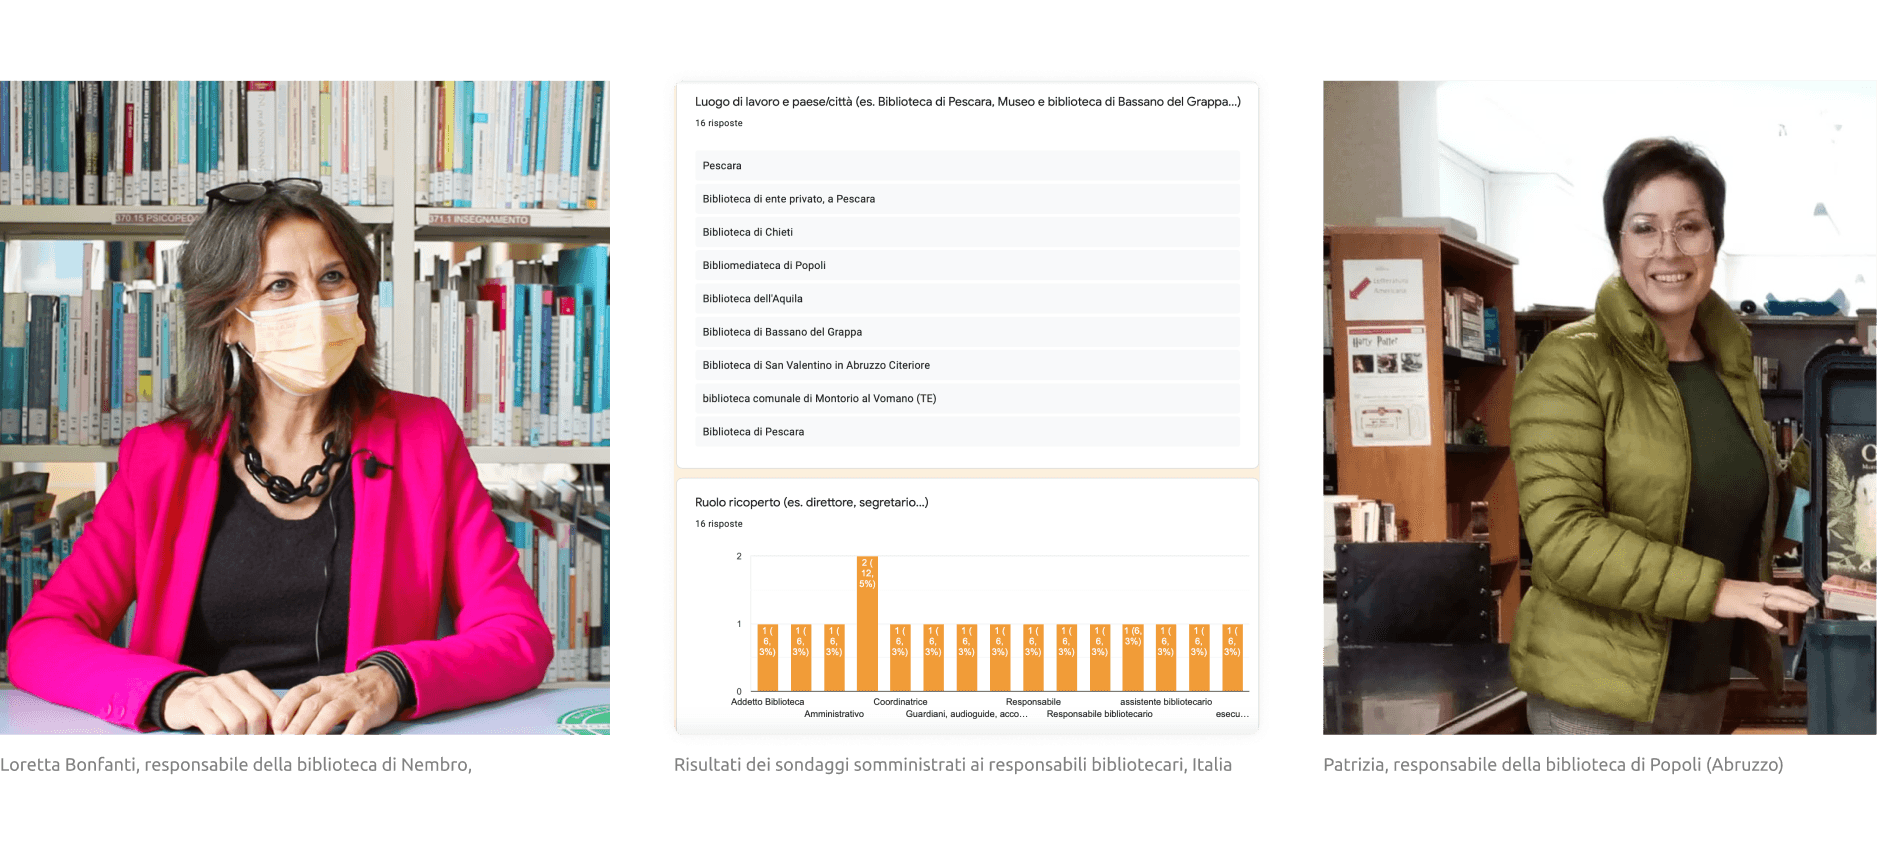 370.15 PSICOPED
371.1 INSEGNAMENTO
Loretta Bonfanti, responsabile della biblioteca di Nembro,
Luogo di lavoro e paese/città (es. Biblioteca di Pescara, Museo e biblioteca di Bassano del Grappa...)
16 risposte
Pescara
Biblioteca di ente privato, a Pescara
Biblioteca di Chieti
Bibliomediateca di Popoli
Biblioteca dell'Aquila
Biblioteca di Bassano del Grappa
Biblioteca di San Valentino in Abruzzo Citeriore
biblioteca comunale di Montorio al Vomano (TE)
Biblioteca di Pescara
Ruolo ricoperto (es. direttore, segretario...)
16 risposte
2
1
0
1 (6,3%)
1 (6,3%)
1 (6,3%)
2 (12,5%)
1 (6,3%)
1 (6,3%)
1 (6,3%)
1 (6,3%)
1 (6,3%)
1 (6,3%)
1 (6,3%)
1 (6,3%)
1 (6,3%)
1 (6,3%)
1 (6,3%)
Addetto Biblioteca
Amministrativo
Coordinatrice
Guardiani, audioguide, acco...
Responsabile
Responsabile bibliotecario
assistente bibliotecario
esecu...
Risultati dei sondaggi somministrati ai responsabili bibliotecari, Italia
Letteratura
Americana
Harry Potter
Patrizia, responsabile della biblioteca di Popoli (Abruzzo)